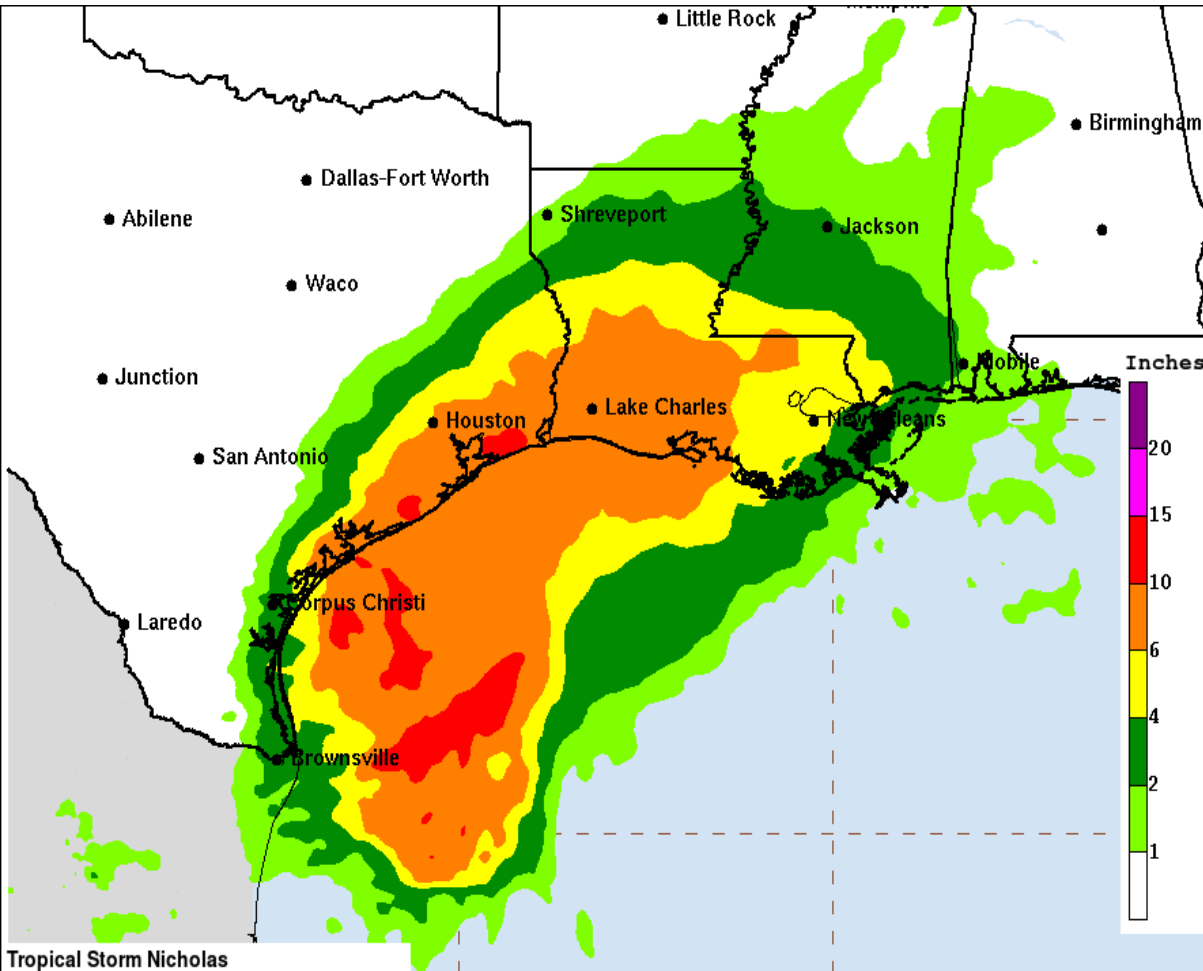 Memphis
Little Rock
Birmingham
Dallas-Fort Worth
Shreveport
Abilene
Jackson
Waco
Mobile
Inches
Junction
Lake Charles
Houston
New Orleans
20
San Antonio
15
10
Corpus Christi
Laredo
6
4
Brownsville
2
1
Tropical Storm Nicholas